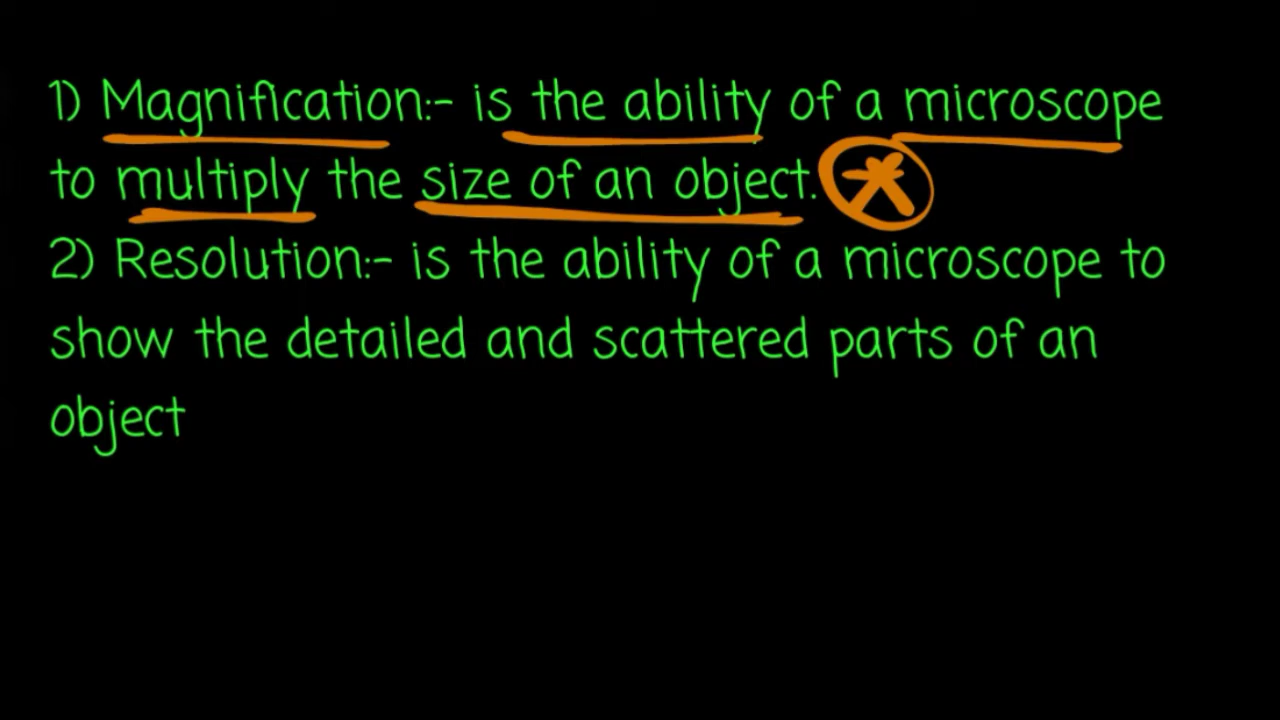 1) Magnification:- is the ability of a microscope
to multiply the size of an object.
2) Resolution:- is the ability of a microscope to
show the detailed and scattered parts of an
object